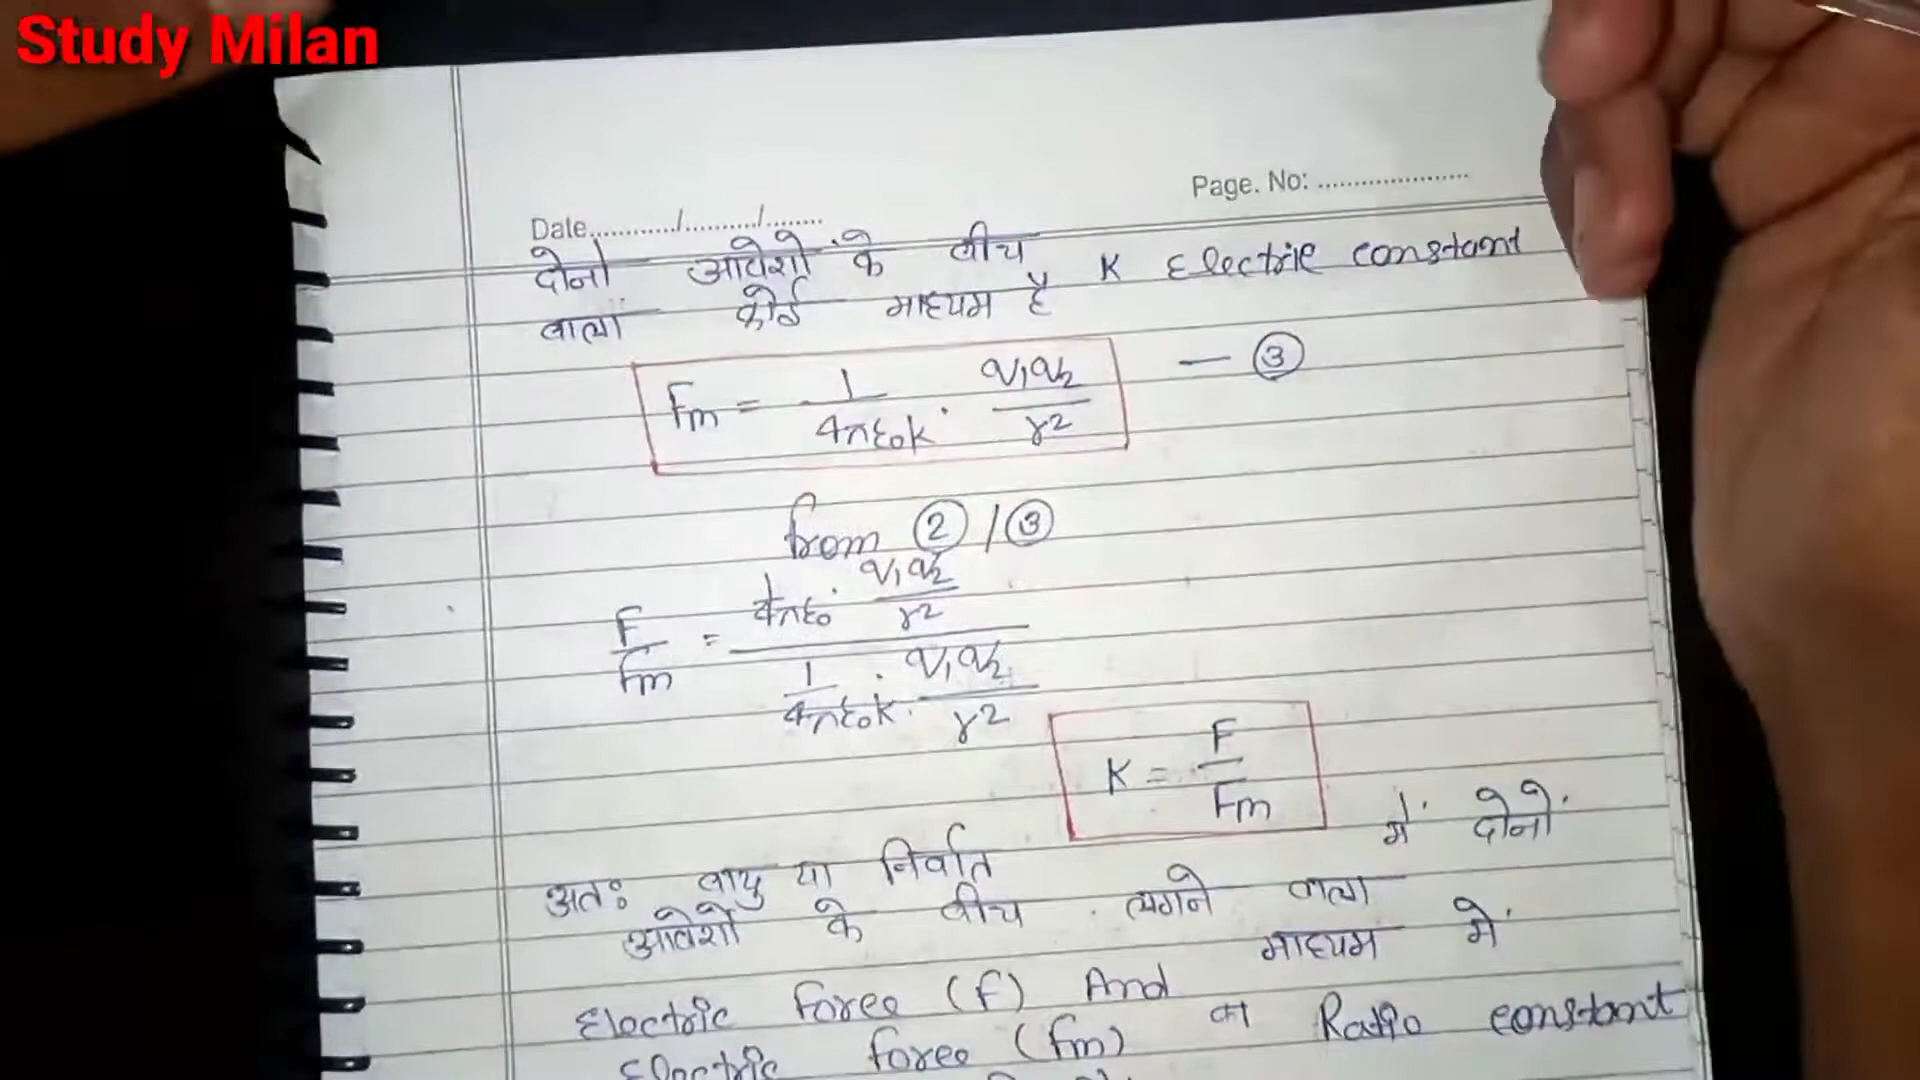 Study Milan
Page. No: .....................
Date............/.........../........
दोनों आवेशों के बीच K Electric constant
वाला कोई माध्यम है
Fm = 1/4πε₀k · q₁q₂/r² — ③
from ② / ③
F/Fm = 1/4πε₀ · q₁q₂/r² / 1/4πε₀k · q₁q₂/r²
K = F/Fm
अतः वायु या निर्वात में दोनों
आवेशों के बीच लगने वाला
Electric force (F) And माध्यम में
Electric force (Fm) का Ratio constant